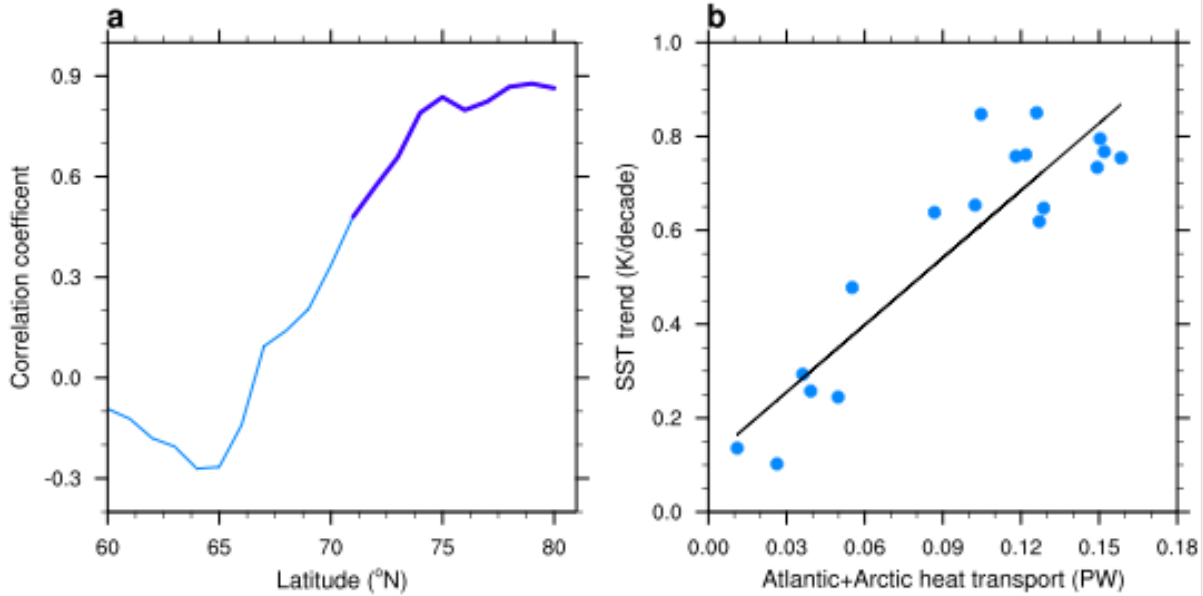 a
0.9
0.6
0.3
0.0
-0.3
Correlation coefficent
60 65 70 75 80
Latitude (°N)
b
1.0
0.8
0.6
0.4
0.2
0.0
SST trend (K/decade)
0.00 0.03 0.06 0.09 0.12 0.15 0.18
Atlantic+Arctic heat transport (PW)